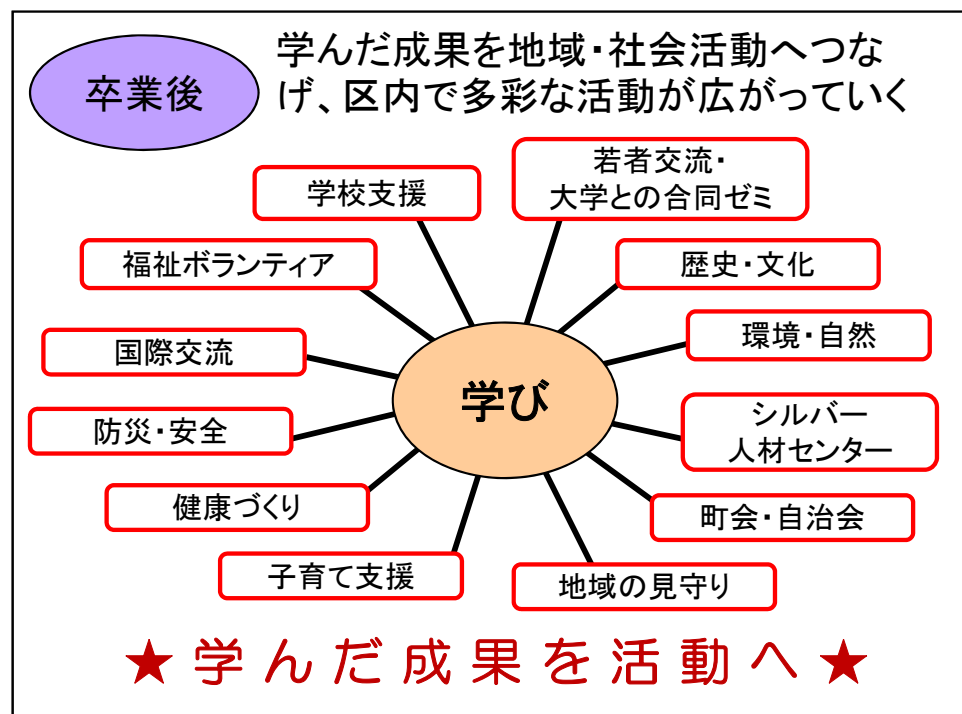 卒業後
学んだ成果を地域・社会活動へつな
げ、区内で多彩な活動が広がっていく
学校支援
若者交流・
大学との合同ゼミ
福祉ボランティア
歴史・文化
国際交流
環境・自然
学び
防災・安全
シルバー
人材センター
健康づくり
町会・自治会
子育て支援
地域の見守り
★学んだ成果を活動へ★